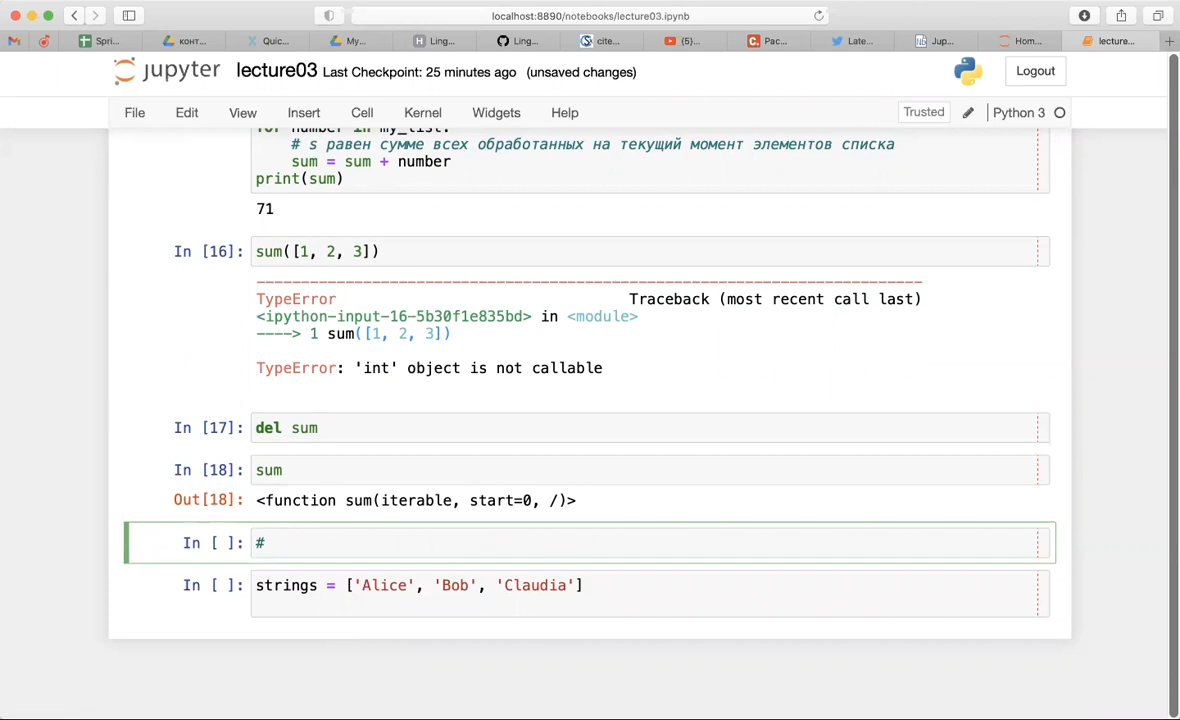 localhost:8890/notebooks/lecture03.ipynb
Spri... конт... Quic... My... Ling... Ling... cite... (5)... Pac... Late... Jup... Hom... lecture...
jupyter lecture03 Last Checkpoint: 25 minutes ago (unsaved changes) Logout
File Edit View Insert Cell Kernel Widgets Help Trusted Python 3
for number in my_list:
# s равен сумме всех обработанных на текущий момент элементов списка
sum = sum + number
print(sum)
71
In [16]: sum([1, 2, 3])
TypeError Traceback (most recent call last)
<ipython-input-16-5b30f1e835bd> in <module>
----> 1 sum([1, 2, 3])
TypeError: 'int' object is not callable
In [17]: del sum
In [18]: sum
Out[18]: <function sum(iterable, start=0, /)>
In [ ]: #
In [ ]: strings = ['Alice', 'Bob', 'Claudia']